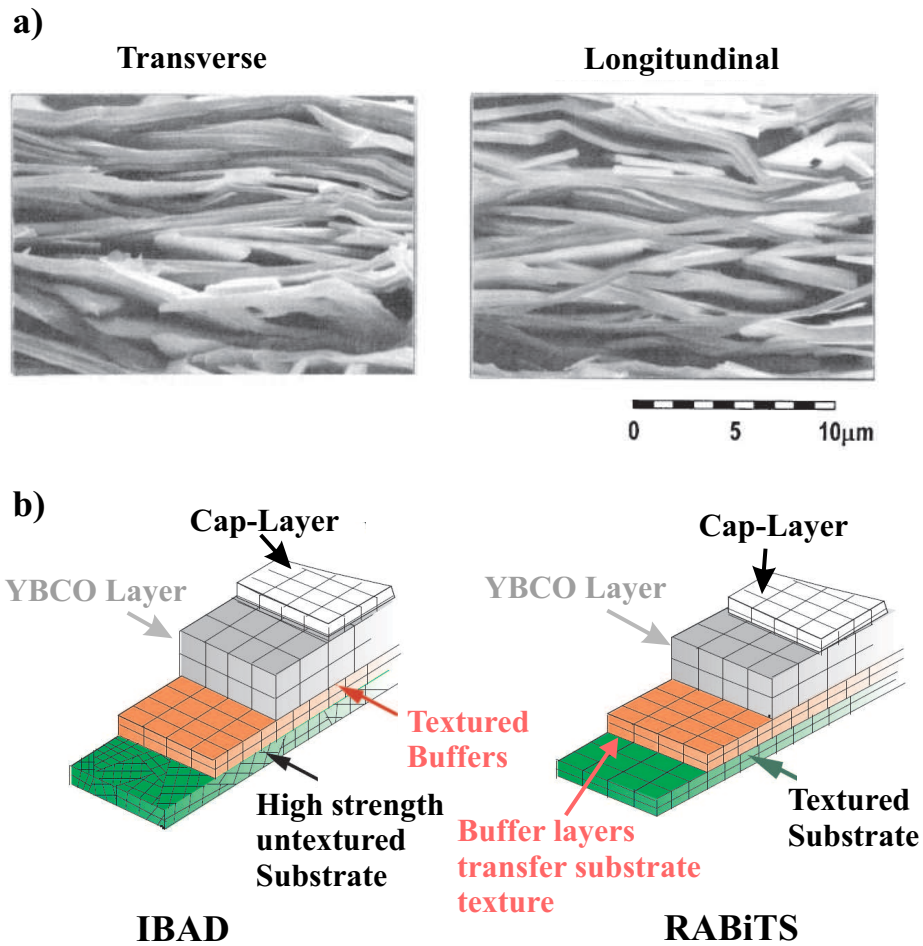 a)
Transverse
Longitundinal
0 5 10μm
b)
Cap-Layer
YBCO Layer
Textured
Buffers
High strength
untextured
Substrate
IBAD
Cap-Layer
YBCO Layer
Buffer layers
transfer substrate
texture
Textured
Substrate
RABiTS